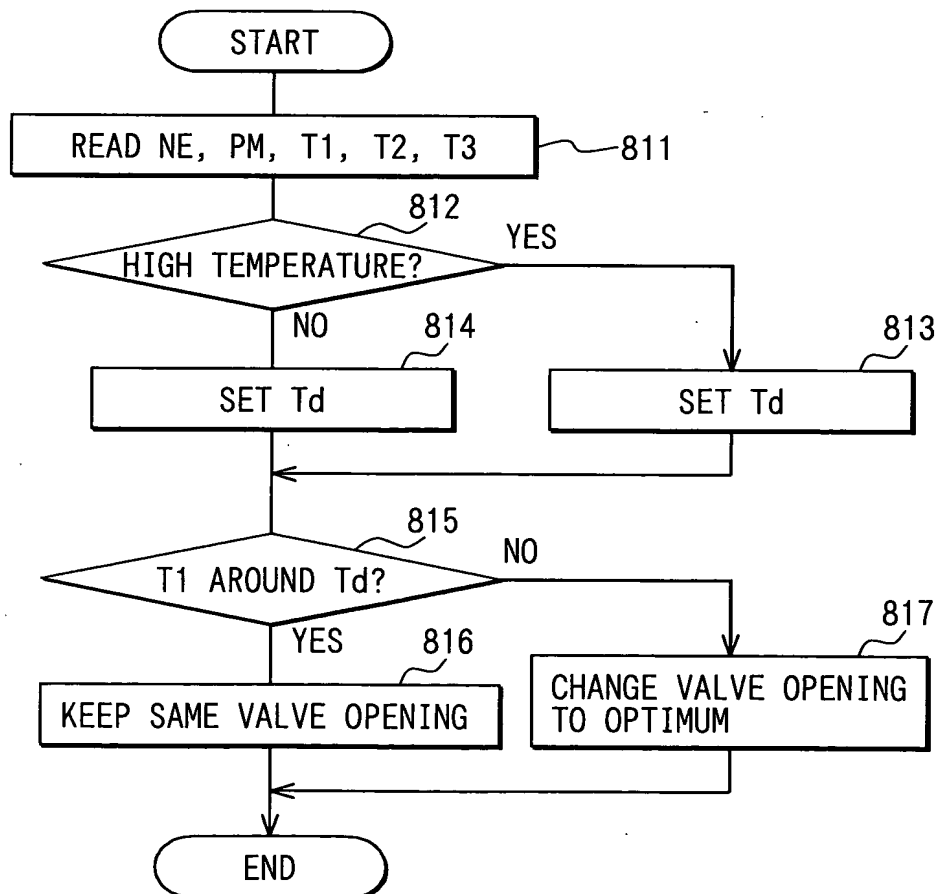 START
READ NE, PM, T1, T2, T3
811
812
HIGH TEMPERATURE?
YES
NO
814
SET Td
813
SET Td
815
T1 AROUND Td?
NO
YES
816
KEEP SAME VALVE OPENING
817
CHANGE VALVE OPENING
TO OPTIMUM
END